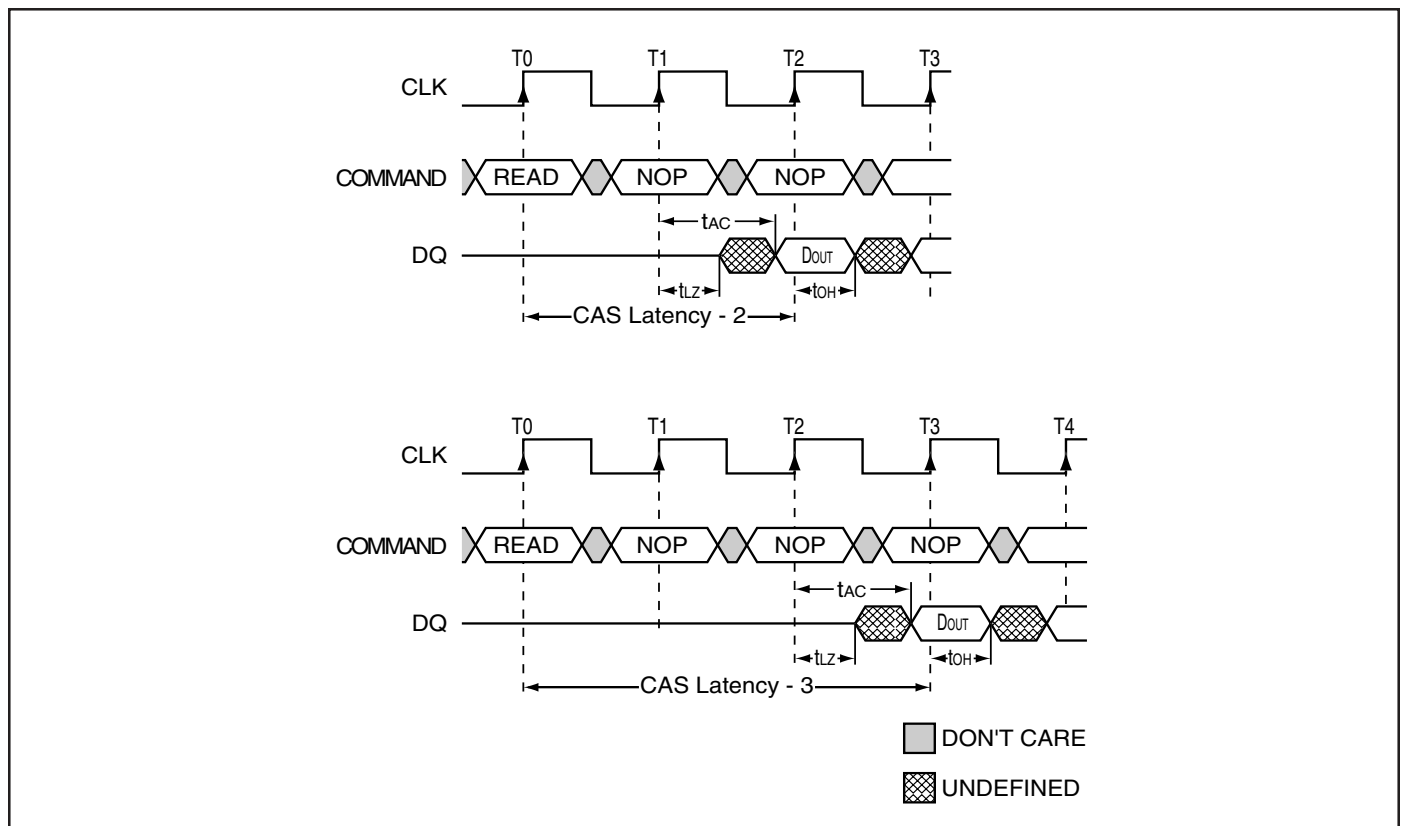 T0 T1 T2 T3
CLK
COMMAND READ NOP NOP
tAC
DQ DOUT
tLZ tOH
CAS Latency - 2
T0 T1 T2 T3 T4
CLK
COMMAND READ NOP NOP NOP
tAC
DQ DOUT
tLZ tOH
CAS Latency - 3
DON'T CARE
UNDEFINED